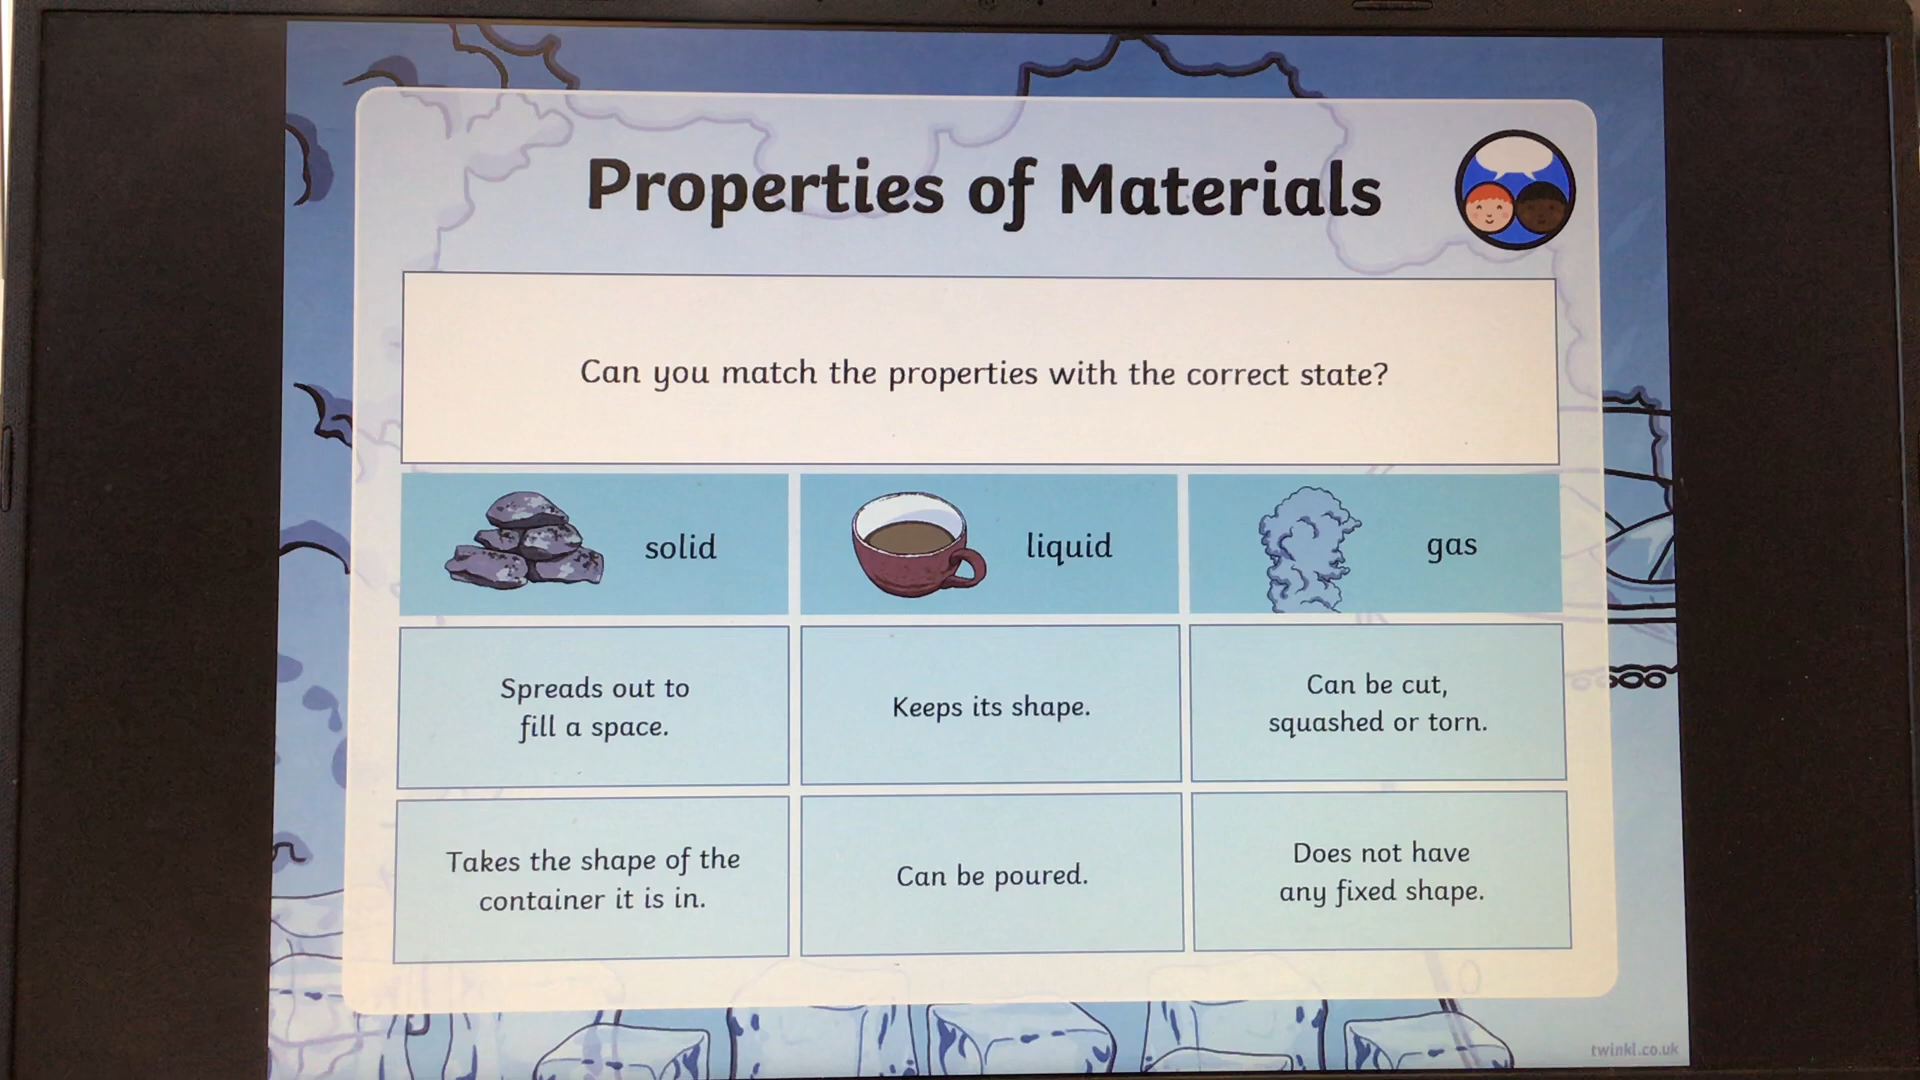 Properties of Materials
Can you match the properties with the correct state?
solid
liquid
gas
Spreads out to
fill a space.
Keeps its shape.
Can be cut,
squashed or torn.
Takes the shape of the
container it is in.
Can be poured.
Does not have
any fixed shape.
twinkl.co.uk